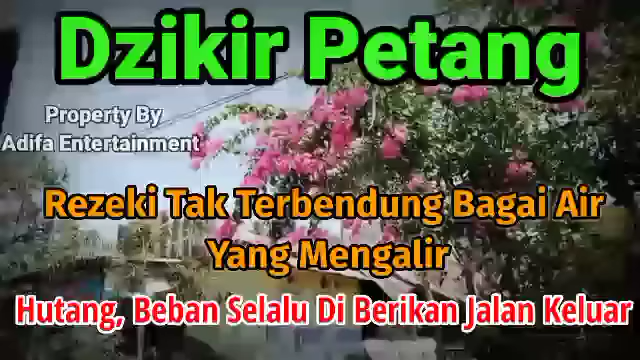 Dzikir Petang
Property By
Adifa Entertainment
Rezeki Tak Terbendung Bagai Air
Yang Mengalir
Hutang, Beban Selalu Di Berikan Jalan Keluar